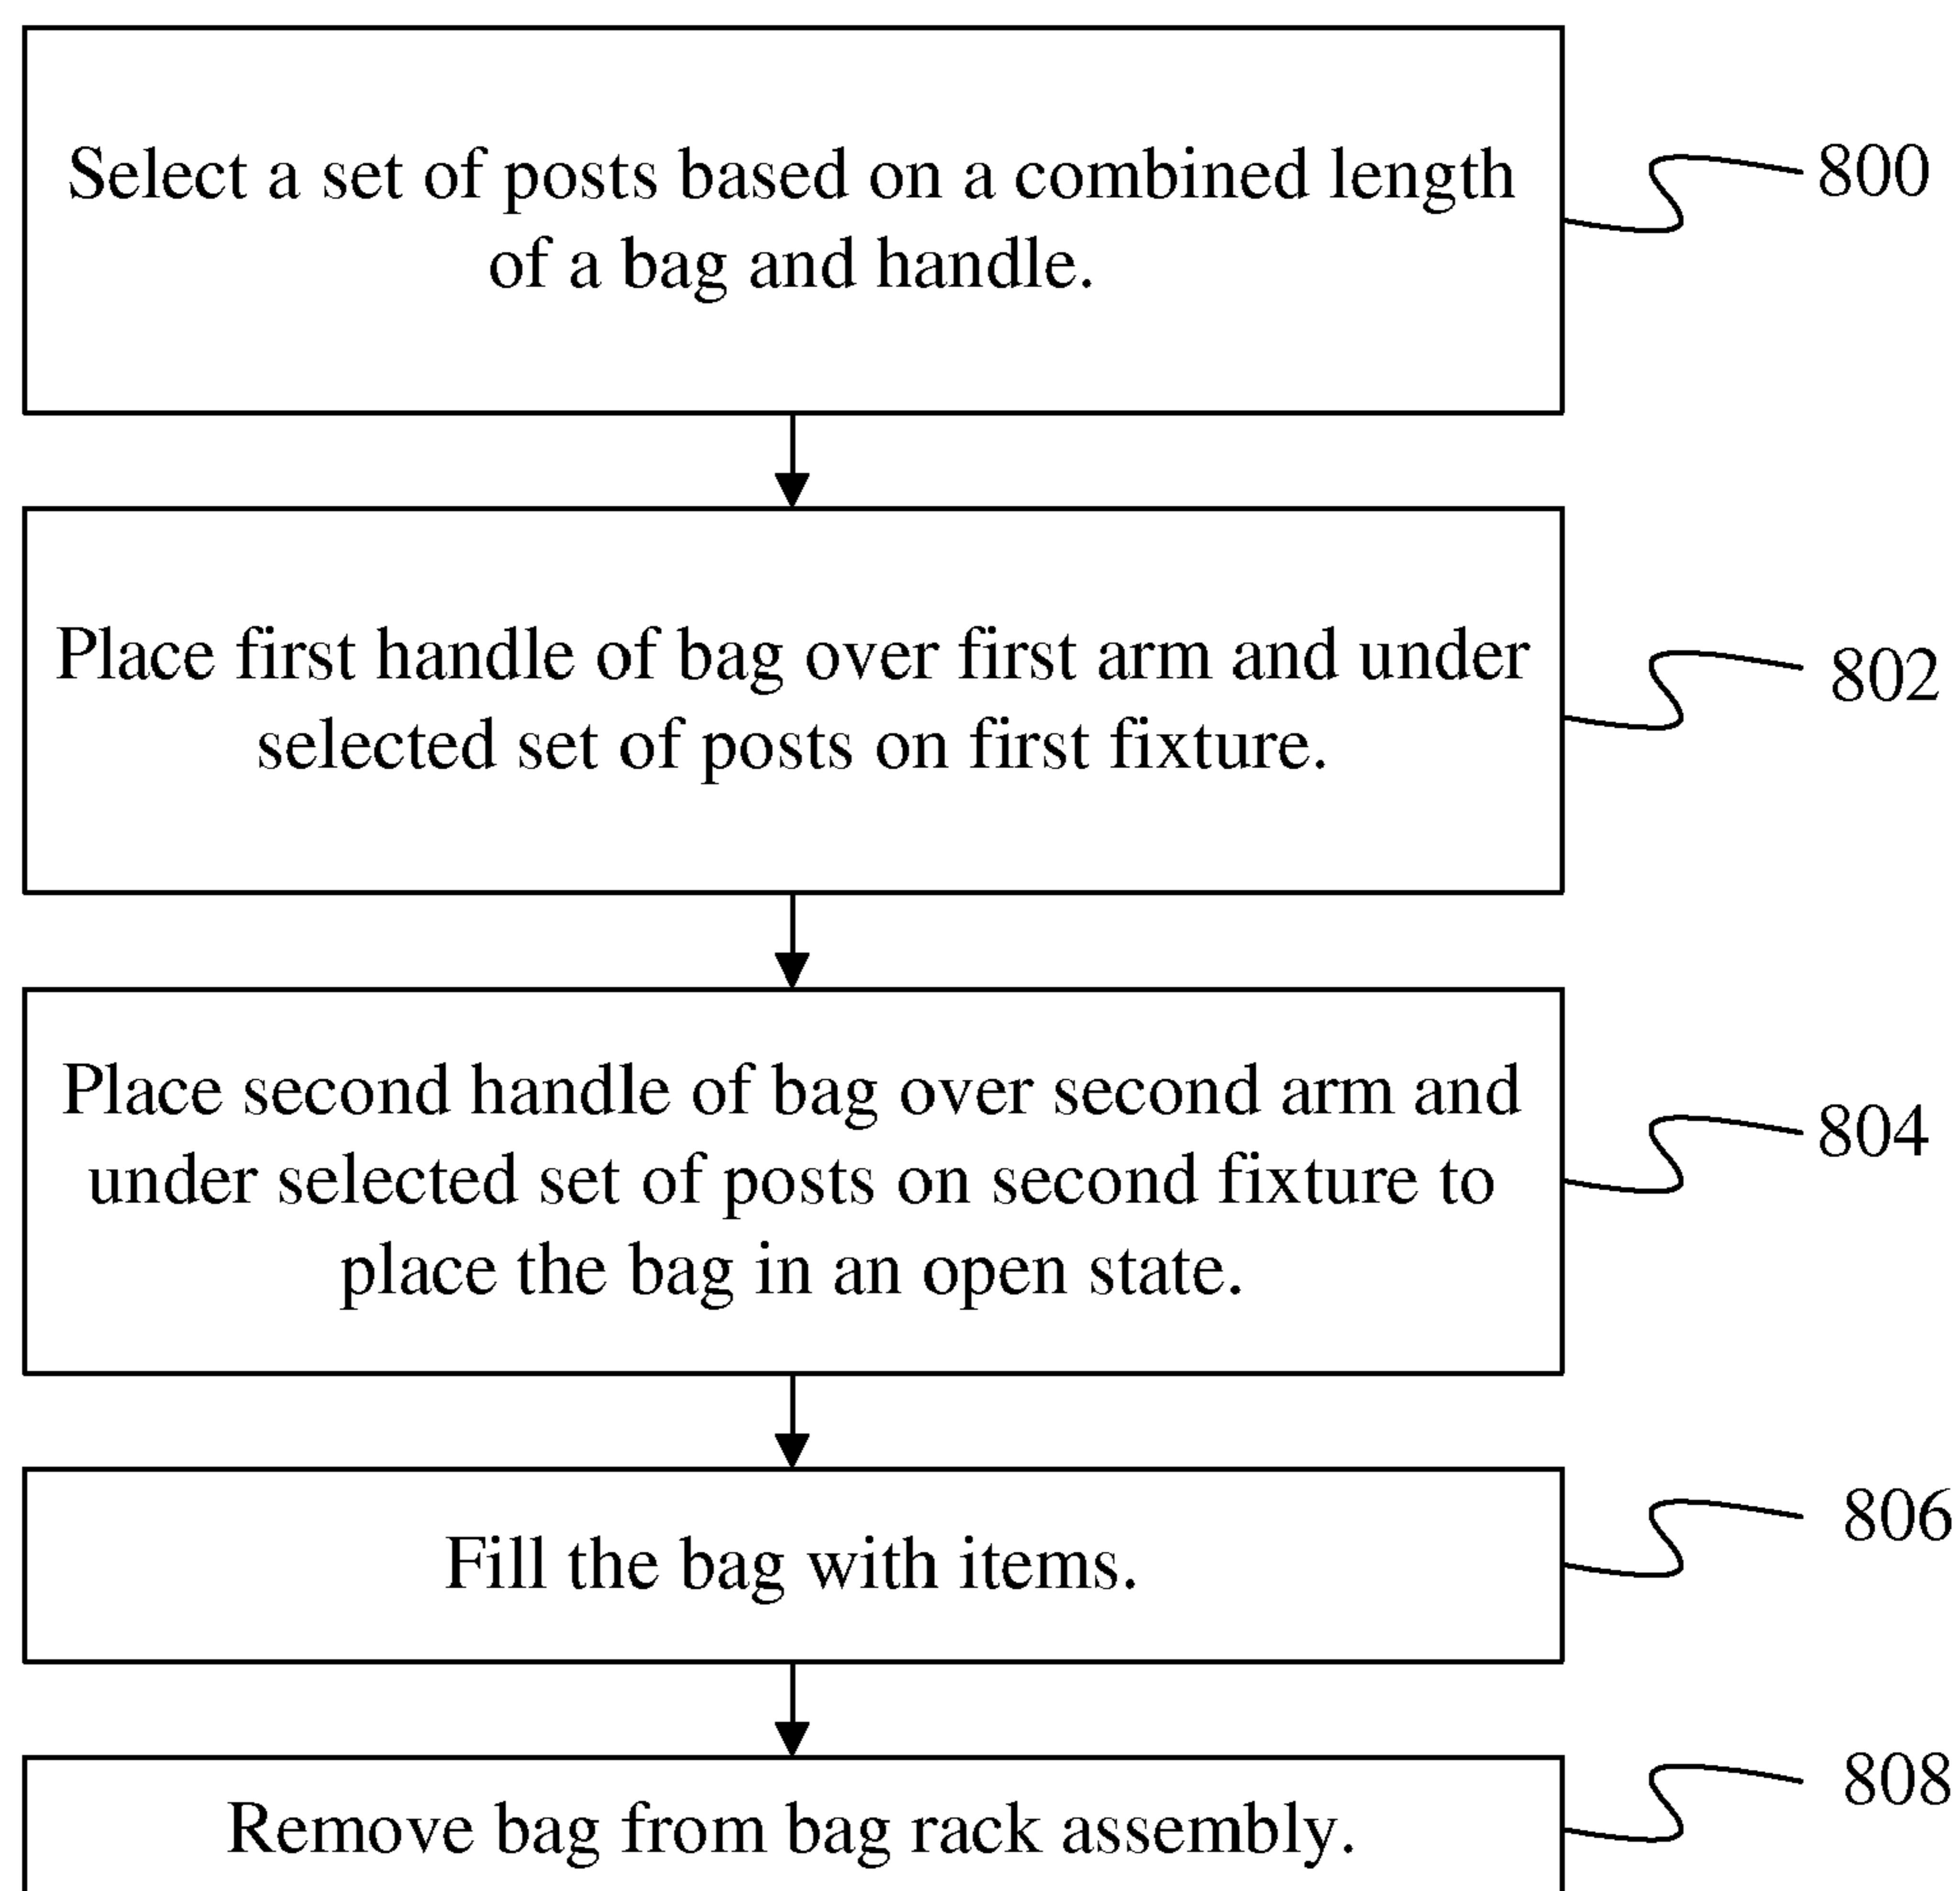 Select a set of posts based on a combined length
of a bag and handle.
800
Place first handle of bag over first arm and under
selected set of posts on first fixture.
802
Place second handle of bag over second arm and
under selected set of posts on second fixture to
place the bag in an open state.
804
Fill the bag with items.
806
Remove bag from bag rack assembly.
808